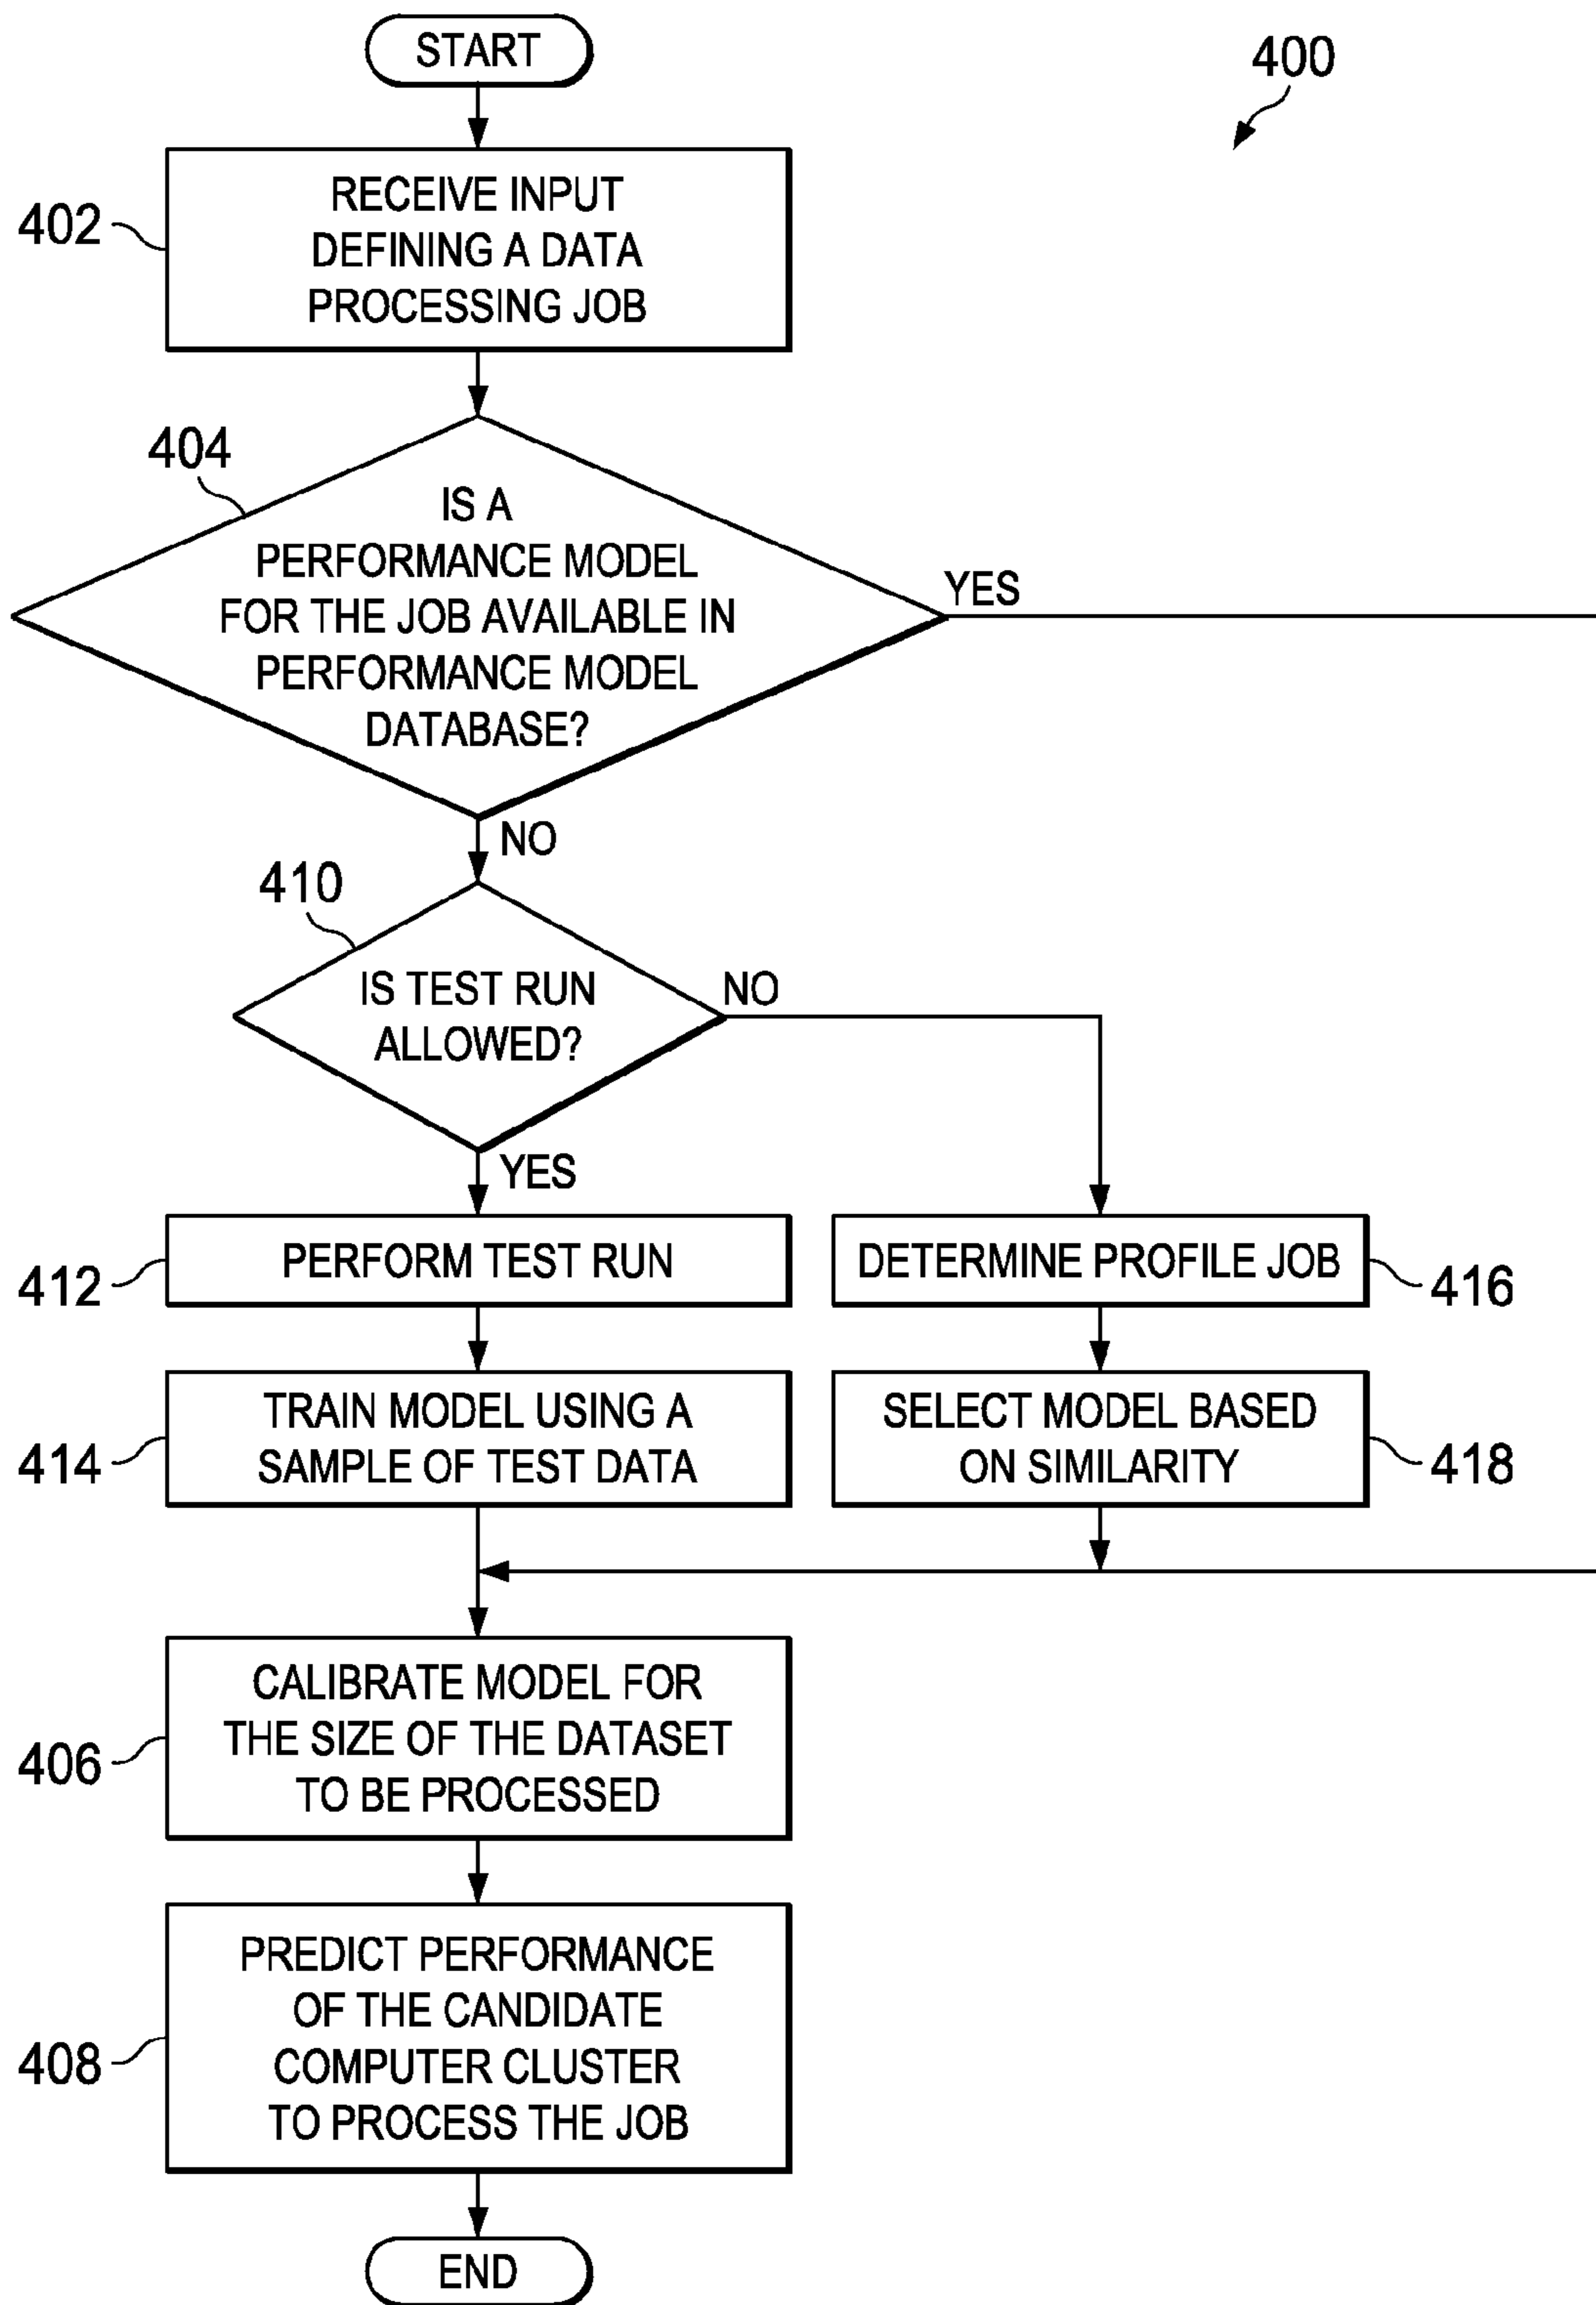 START
400
402
RECEIVE INPUT
DEFINING A DATA
PROCESSING JOB
404
IS A
PERFORMANCE MODEL
FOR THE JOB AVAILABLE IN
PERFORMANCE MODEL
DATABASE?
YES
NO
410
IS TEST RUN
ALLOWED?
NO
YES
412
PERFORM TEST RUN
DETERMINE PROFILE JOB
416
414
TRAIN MODEL USING A
SAMPLE OF TEST DATA
SELECT MODEL BASED
ON SIMILARITY
418
406
CALIBRATE MODEL FOR
THE SIZE OF THE DATASET
TO BE PROCESSED
408
PREDICT PERFORMANCE
OF THE CANDIDATE
COMPUTER CLUSTER
TO PROCESS THE JOB
END